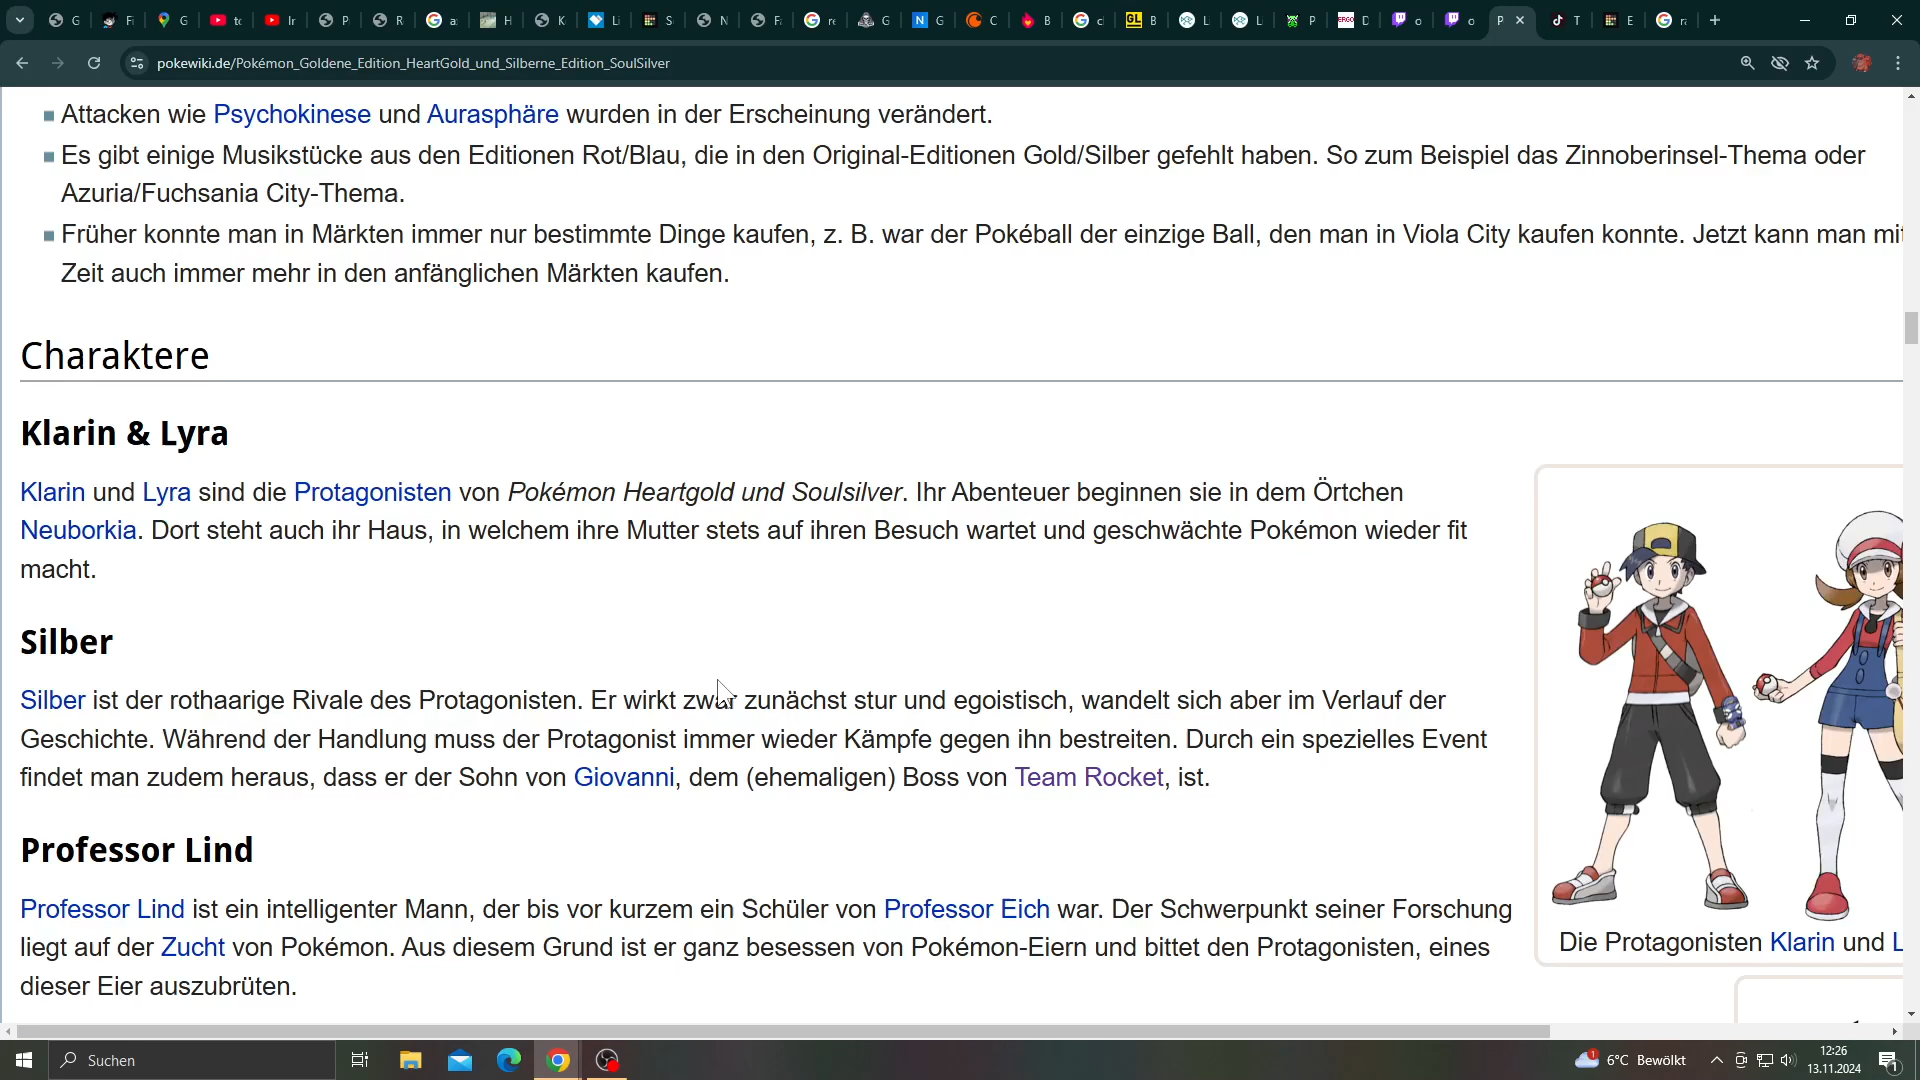 G Fi G to Ir P R a: H K Li S N F re G N G C B cl GL B L L P ERGO D o o P T E ra
pokewiki.de/Pokémon_Goldene_Edition_HeartGold_und_Silberne_Edition_SoulSilver
Attacken wie Psychokinese und Aurasphäre wurden in der Erscheinung verändert.
Es gibt einige Musikstücke aus den Editionen Rot/Blau, die in den Original-Editionen Gold/Silber gefehlt haben. So zum Beispiel das Zinnoberinsel-Thema oder
Azuria/Fuchsania City-Thema.
Früher konnte man in Märkten immer nur bestimmte Dinge kaufen, z. B. war der Pokéball der einzige Ball, den man in Viola City kaufen konnte. Jetzt kann man mit
Zeit auch immer mehr in den anfänglichen Märkten kaufen.
Charaktere
Klarin & Lyra
Klarin und Lyra sind die Protagonisten von Pokémon Heartgold und Soulsilver. Ihr Abenteuer beginnen sie in dem Örtchen
Neuborkia. Dort steht auch ihr Haus, in welchem ihre Mutter stets auf ihren Besuch wartet und geschwächte Pokémon wieder fit
macht.
Silber
Silber ist der rothaarige Rivale des Protagonisten. Er wirkt zwar zunächst stur und egoistisch, wandelt sich aber im Verlauf der
Geschichte. Während der Handlung muss der Protagonist immer wieder Kämpfe gegen ihn bestreiten. Durch ein spezielles Event
findet man zudem heraus, dass er der Sohn von Giovanni, dem (ehemaligen) Boss von Team Rocket, ist.
Professor Lind
Professor Lind ist ein intelligenter Mann, der bis vor kurzem ein Schüler von Professor Eich war. Der Schwerpunkt seiner Forschung
liegt auf der Zucht von Pokémon. Aus diesem Grund ist er ganz besessen von Pokémon-Eiern und bittet den Protagonisten, eines
dieser Eier auszubrüten.
Die Protagonisten Klarin und L
Suchen
1 6°C Bewölkt
12:26
13.11.2024
1